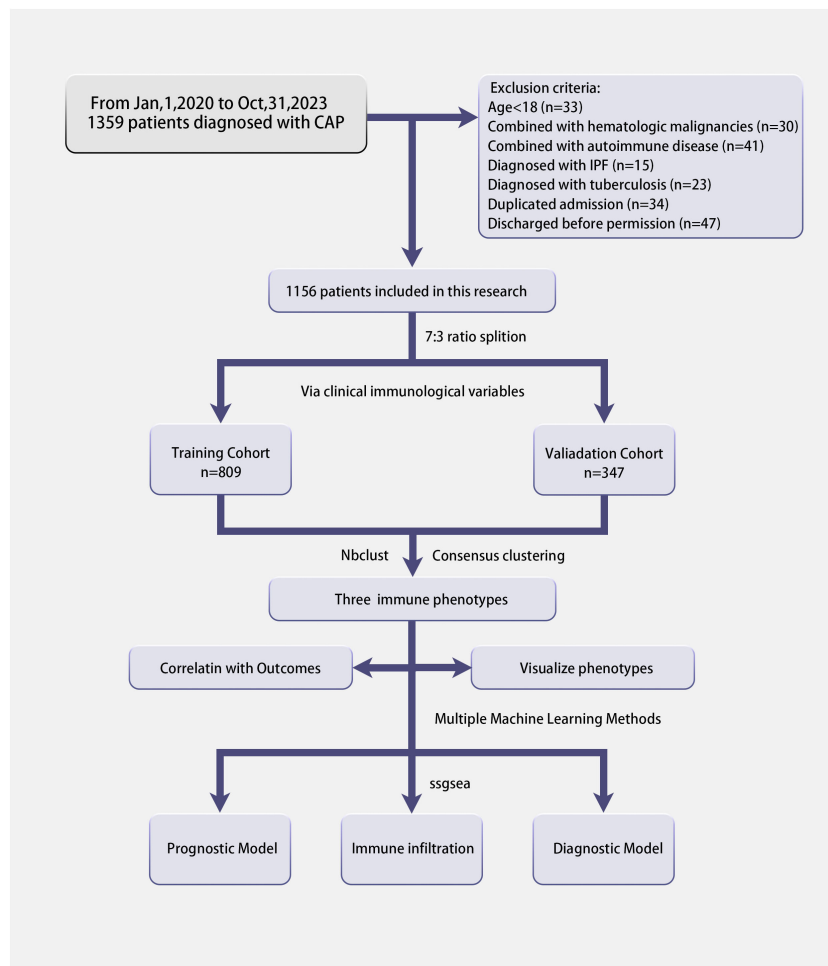 From Jan,1,2020 to Oct,31,2023
1359 patients diagnosed with CAP
Exclusion criteria:
Age<18 (n=33)
Combined with hematologic malignancies (n=30)
Combined with autoimmune disease (n=41)
Diagnosed with IPF (n=15)
Diagnosed with tuberculosis (n=23)
Duplicated admission (n=34)
Discharged before permission (n=47)
1156 patients included in this research
7:3 ratio splition
Via clinical immunological variables
Training Cohort
n=809
Valiadation Cohort
n=347
Nbclust
Consensus clustering
Three immune phenotypes
Correlatin with Outcomes
Visualize phenotypes
Multiple Machine Learning Methods
ssgsea
Prognostic Model
Immune infiltration
Diagnostic Model